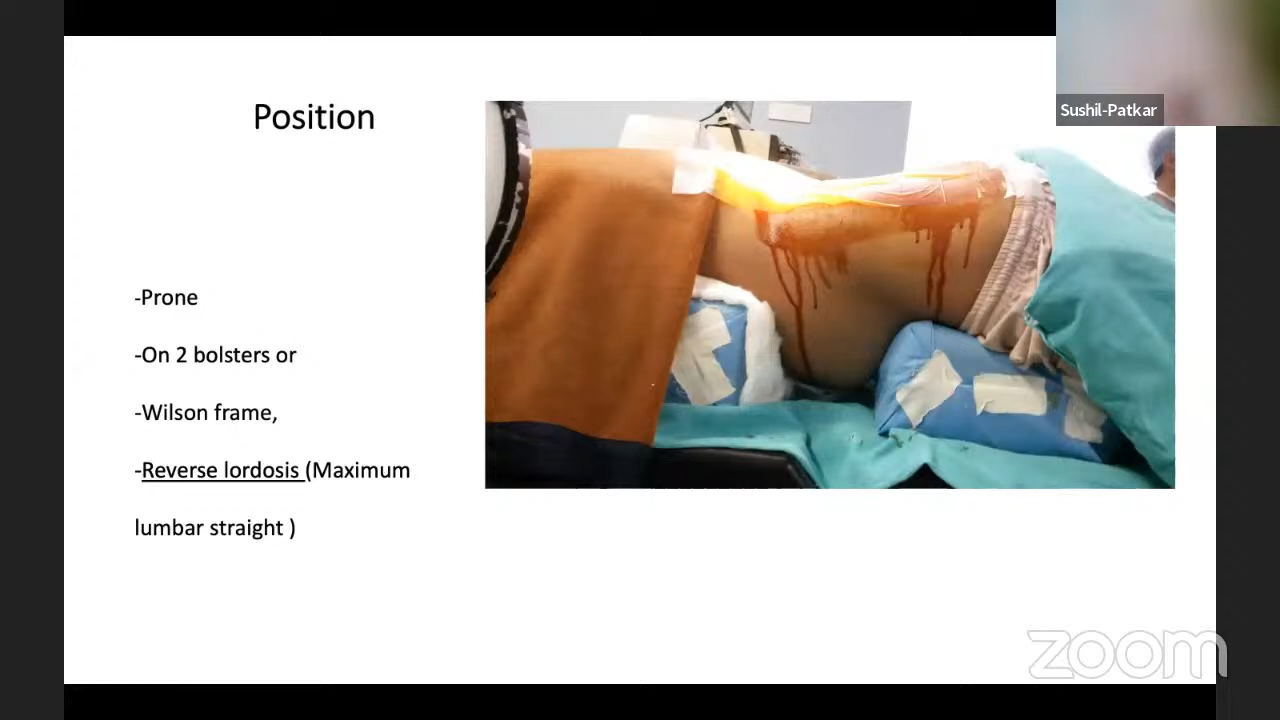 Position
Sushil-Patkar
-Prone
-On 2 bolsters or
-Wilson frame,
-Reverse lordosis (Maximum
lumbar straight )
zoom